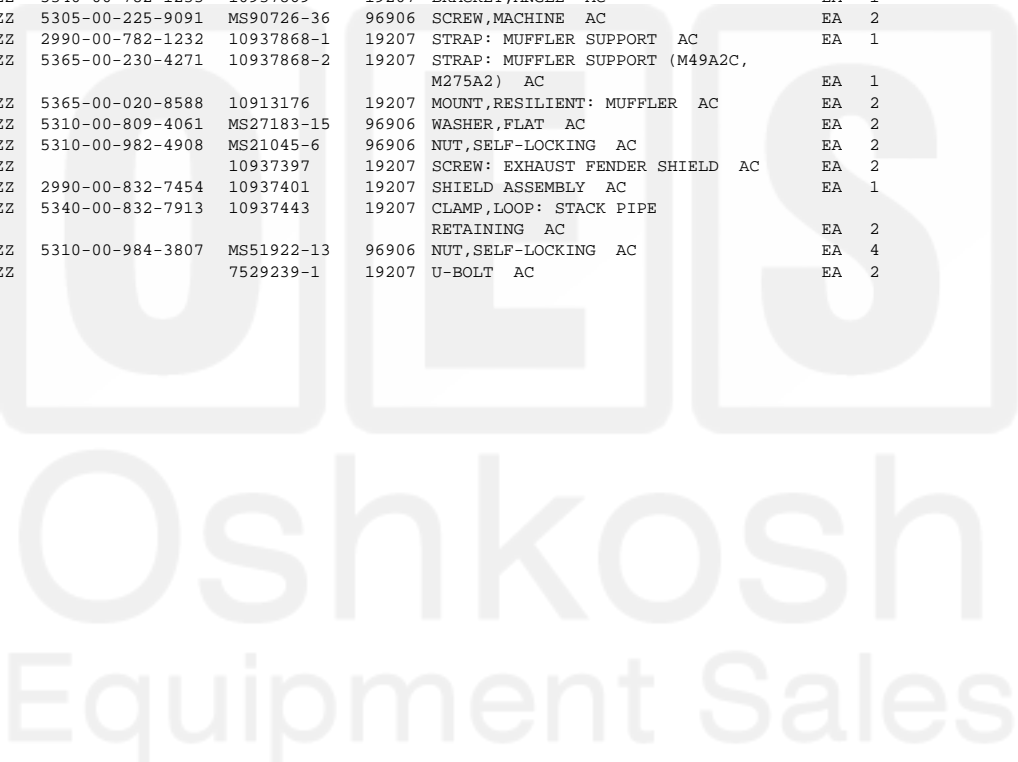 ZZ 5305-00-225-9091 MS90726-36 96906 SCREW,MACHINE AC EA 2
ZZ 2990-00-782-1232 10937868-1 19207 STRAP: MUFFLER SUPPORT AC EA 1
ZZ 5365-00-230-4271 10937868-2 19207 STRAP: MUFFLER SUPPORT (M49A2C,
M275A2) AC EA 1
ZZ 5365-00-020-8588 10913176 19207 MOUNT,RESILIENT: MUFFLER AC EA 2
ZZ 5310-00-809-4061 MS27183-15 96906 WASHER,FLAT AC EA 2
ZZ 5310-00-982-4908 MS21045-6 96906 NUT,SELF-LOCKING AC EA 2
ZZ 10937397 19207 SCREW: EXHAUST FENDER SHIELD AC EA 2
ZZ 2990-00-832-7454 10937401 19207 SHIELD ASSEMBLY AC EA 1
ZZ 5340-00-832-7913 10937443 19207 CLAMP,LOOP: STACK PIPE
RETAINING AC EA 2
ZZ 5310-00-984-3807 MS51922-13 96906 NUT,SELF-LOCKING AC EA 4
ZZ 7529239-1 19207 U-BOLT AC EA 2
OES
Oshkosh
Equipment Sales